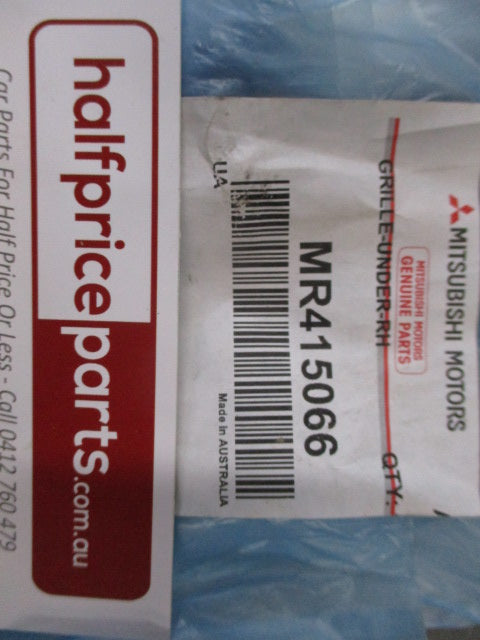 MITSUBISHI MOTORS
MITSUBISHI MOTORS
GENUINE PARTS
GRILLE-UNDER-RH
QTY:
MR415066
UA
Made in AUSTRALIA
halfpriceparts.com.au
Car Parts For Half Price Or Less - Call 0412 760 479